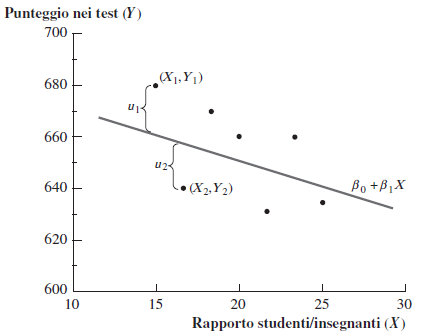 Punteggio nei test (Y)
700
680
(X₁,Y₁)
u₁
660
u₂
640
(X₂,Y₂)
β₀ +β₁X
620
600
10
15
20
25
30
Rapporto studenti/insegnanti (X)